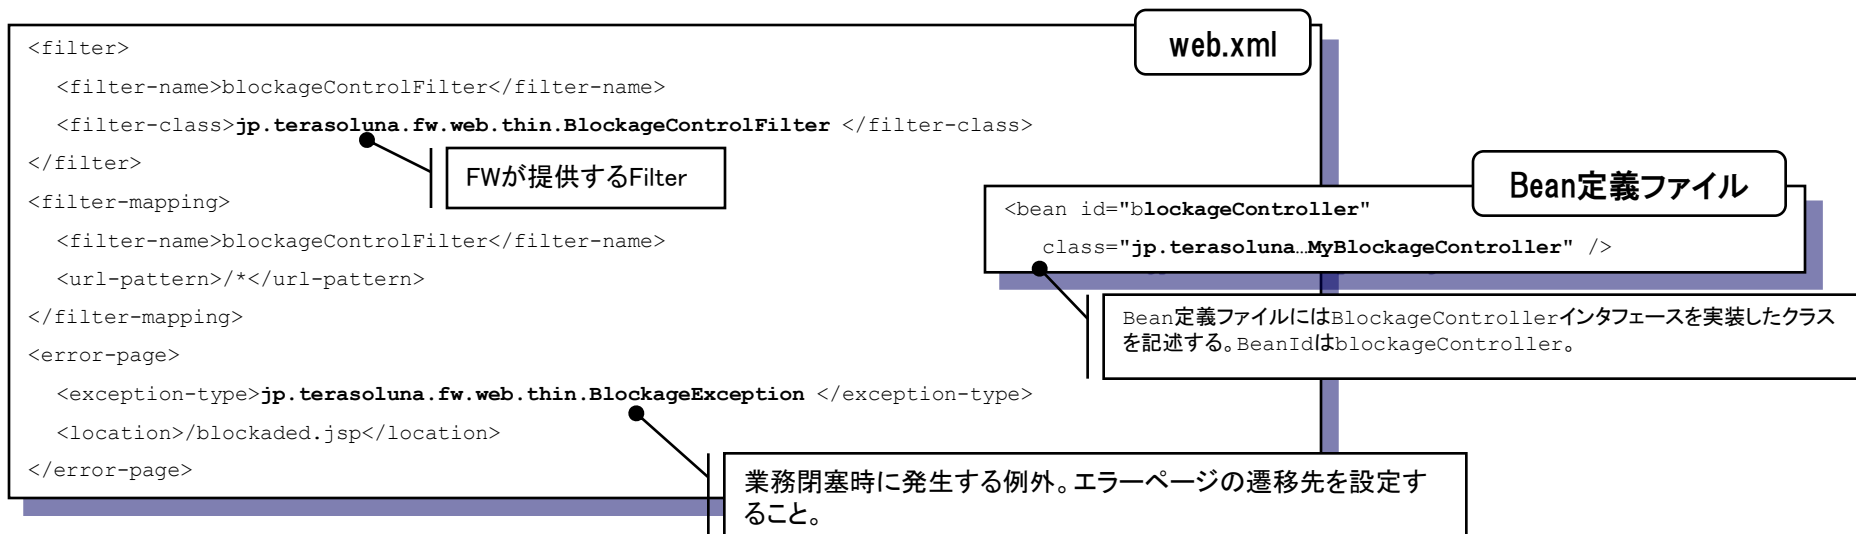 web.xml
<filter>
<filter-name>blockageControlFilter</filter-name>
<filter-class>jp.terasoluna.fw.web.thin.BlockageControlFilter </filter-class>
</filter>
FWが提供するFilter
<filter-mapping>
<filter-name>blockageControlFilter</filter-name>
<url-pattern>/*</url-pattern>
</filter-mapping>
<error-page>
<exception-type>jp.terasoluna.fw.web.thin.BlockageException </exception-type>
<location>/blockaded.jsp</location>
</error-page>
業務閉塞時に発生する例外。エラーページの遷移先を設定す
ること。
Bean定義ファイル
<bean id="blockageController"
class="jp.terasoluna…MyBlockageController" />
Bean定義ファイルにはBlockageControllerインタフェースを実装したクラス
を記述する。BeanIdはblockageController。